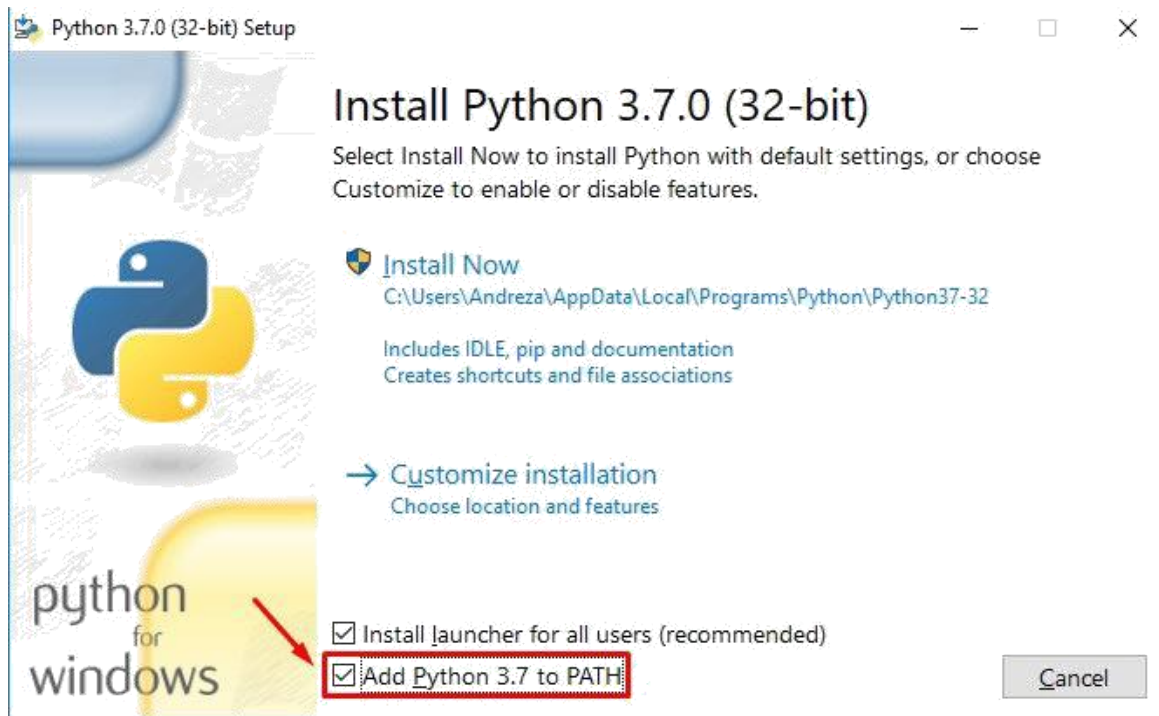 Python 3.7.0 (32-bit) Setup
Install Python 3.7.0 (32-bit)
Select Install Now to install Python with default settings, or choose
Customize to enable or disable features.
Install Now
C:\Users\Andreza\AppData\Local\Programs\Python\Python37-32
Includes IDLE, pip and documentation
Creates shortcuts and file associations
Customize installation
Choose location and features
python
for
windows
Install launcher for all users (recommended)
Add Python 3.7 to PATH
Cancel